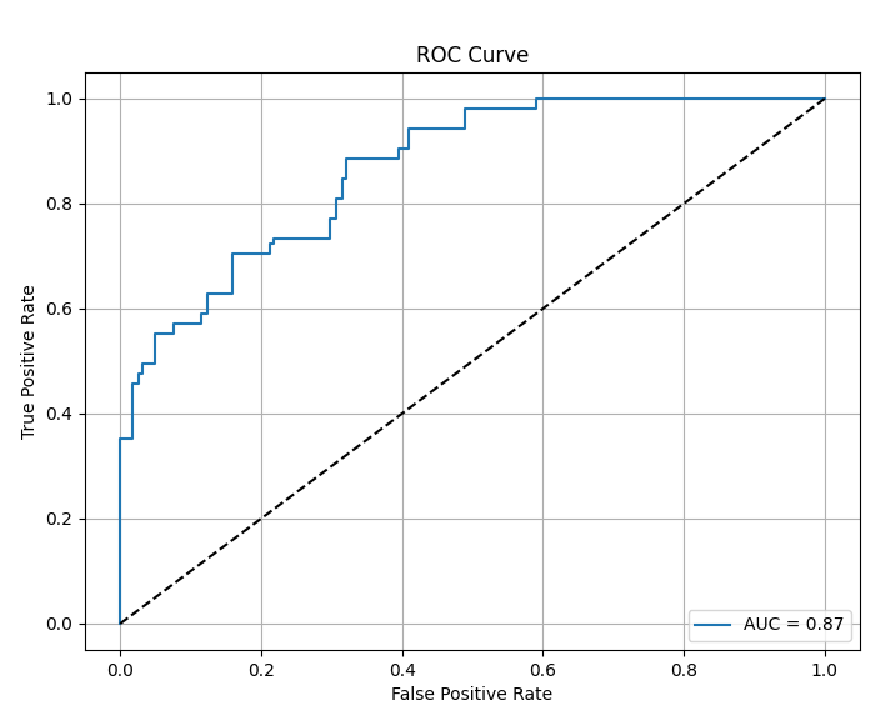 ROC Curve
1.0
0.8
0.6
0.4
0.2
0.0
True Positive Rate
AUC = 0.87
0.0 0.2 0.4 0.6 0.8 1.0
False Positive Rate